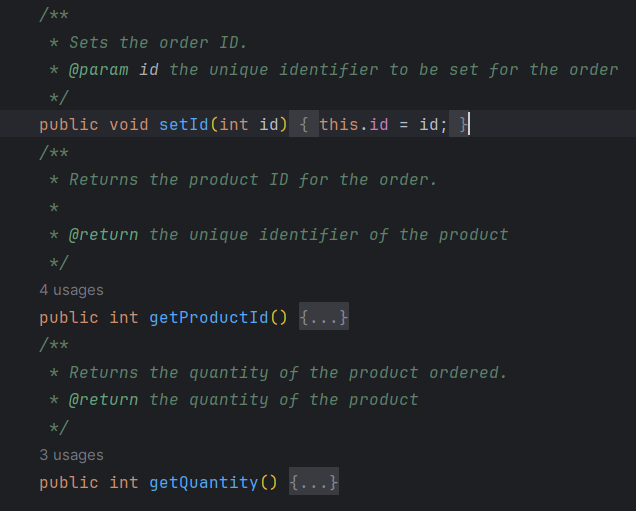 /**
 * Sets the order ID.
 * @param id the unique identifier to be set for the order
 */
public void setId(int id) { this.id = id; }
/**
 * Returns the product ID for the order.
 *
 * @return the unique identifier of the product
 */
4 usages
public int getProductId() {...}
/**
 * Returns the quantity of the product ordered.
 * @return the quantity of the product
 */
3 usages
public int getQuantity() {...}